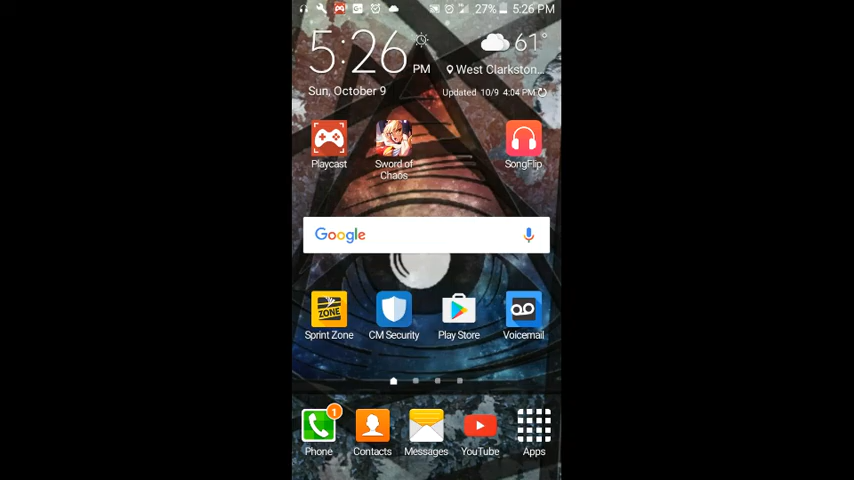 27% 5:26 PM
5:26 PM
61°
West Clarkston...
Sun, October 9
Updated 10/9 4:04 PM
Playcast
Sword of
Chaos
SongFlip
Google
ZONE
Sprint Zone
CM Security
Play Store
Voicemail
1
Phone
Contacts
Messages
YouTube
Apps